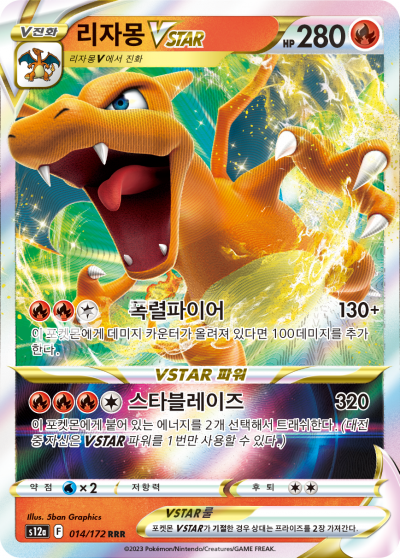 V진화
리자몽 VSTAR HP 280
리자몽V에서 진화
폭렬파이어 130+
이 포켓몬에게 데미지 카운터가 올려져 있다면 100데미지를 추가
한다.
VSTAR 파워
스타블레이즈 320
이 포켓몬에게 붙어 있는 에너지를 2개 선택해서 트래쉬한다. (대전
중 자신은 VSTAR 파워를 1번만 사용할 수 있다.)
약점 ×2 저항력 후퇴
Illus. 5ban Graphics
VSTAR룰
s12a F 014/172 RRR
포켓몬 VSTAR가 기절한 경우 상대는 프라이즈를 2장 가져간다.
©2023 Pokémon/Nintendo/Creatures/GAME FREAK.